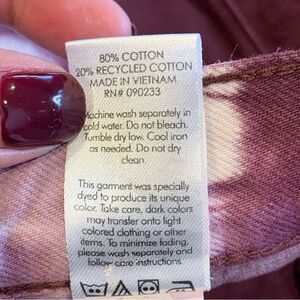 80% COTTON
20% RECYCLED COTTON
MADE IN VIETNAM
RN# 090233
Machine wash separately in
cold water. Do not bleach.
Tumble dry low. Cool iron
as needed. Do not dry
clean.
This garment was specially
dyed to produce its unique
color. Take care, dark colors
may transfer onto light
colored clothing or other
items. To minimize fading,
please wash separately and
follow care instructions.